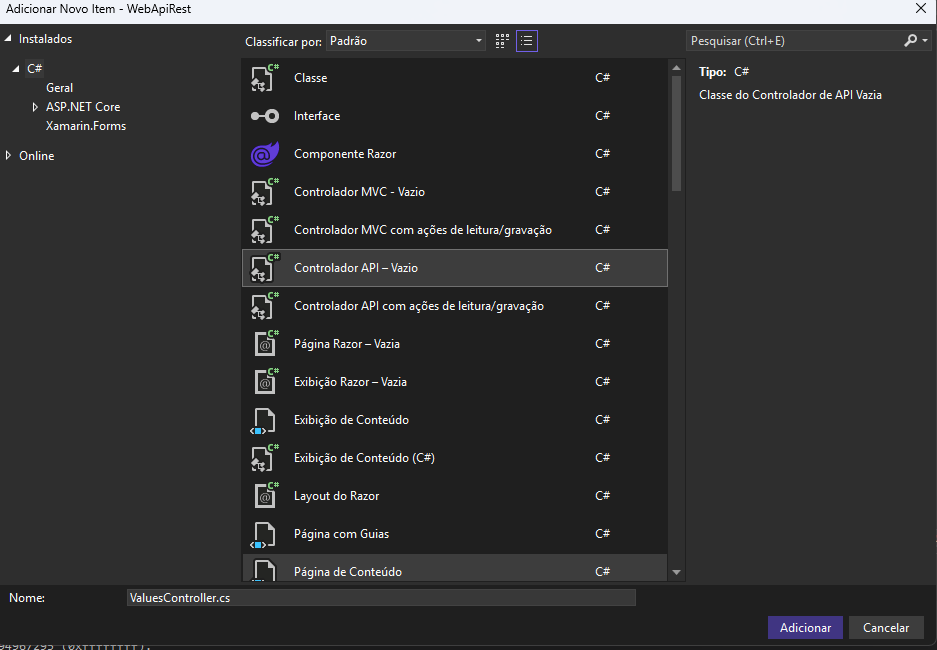 Adicionar Novo Item - WebApiRest
Instalados
Classificar por: Padrão
Pesquisar (Ctrl+E)
C#
Geral
ASP.NET Core
Xamarin.Forms
Online
Classe C#
Interface C#
Componente Razor C#
Controlador MVC - Vazio C#
Controlador MVC com ações de leitura/gravação C#
Controlador API – Vazio C#
Controlador API com ações de leitura/gravação C#
Página Razor – Vazia C#
Exibição Razor – Vazia C#
Exibição de Conteúdo C#
Exibição de Conteúdo (C#) C#
Layout do Razor C#
Página com Guias C#
Página de Conteúdo C#
Tipo: C#
Classe do Controlador de API Vazia
Nome: ValuesController.cs
Adicionar Cancelar